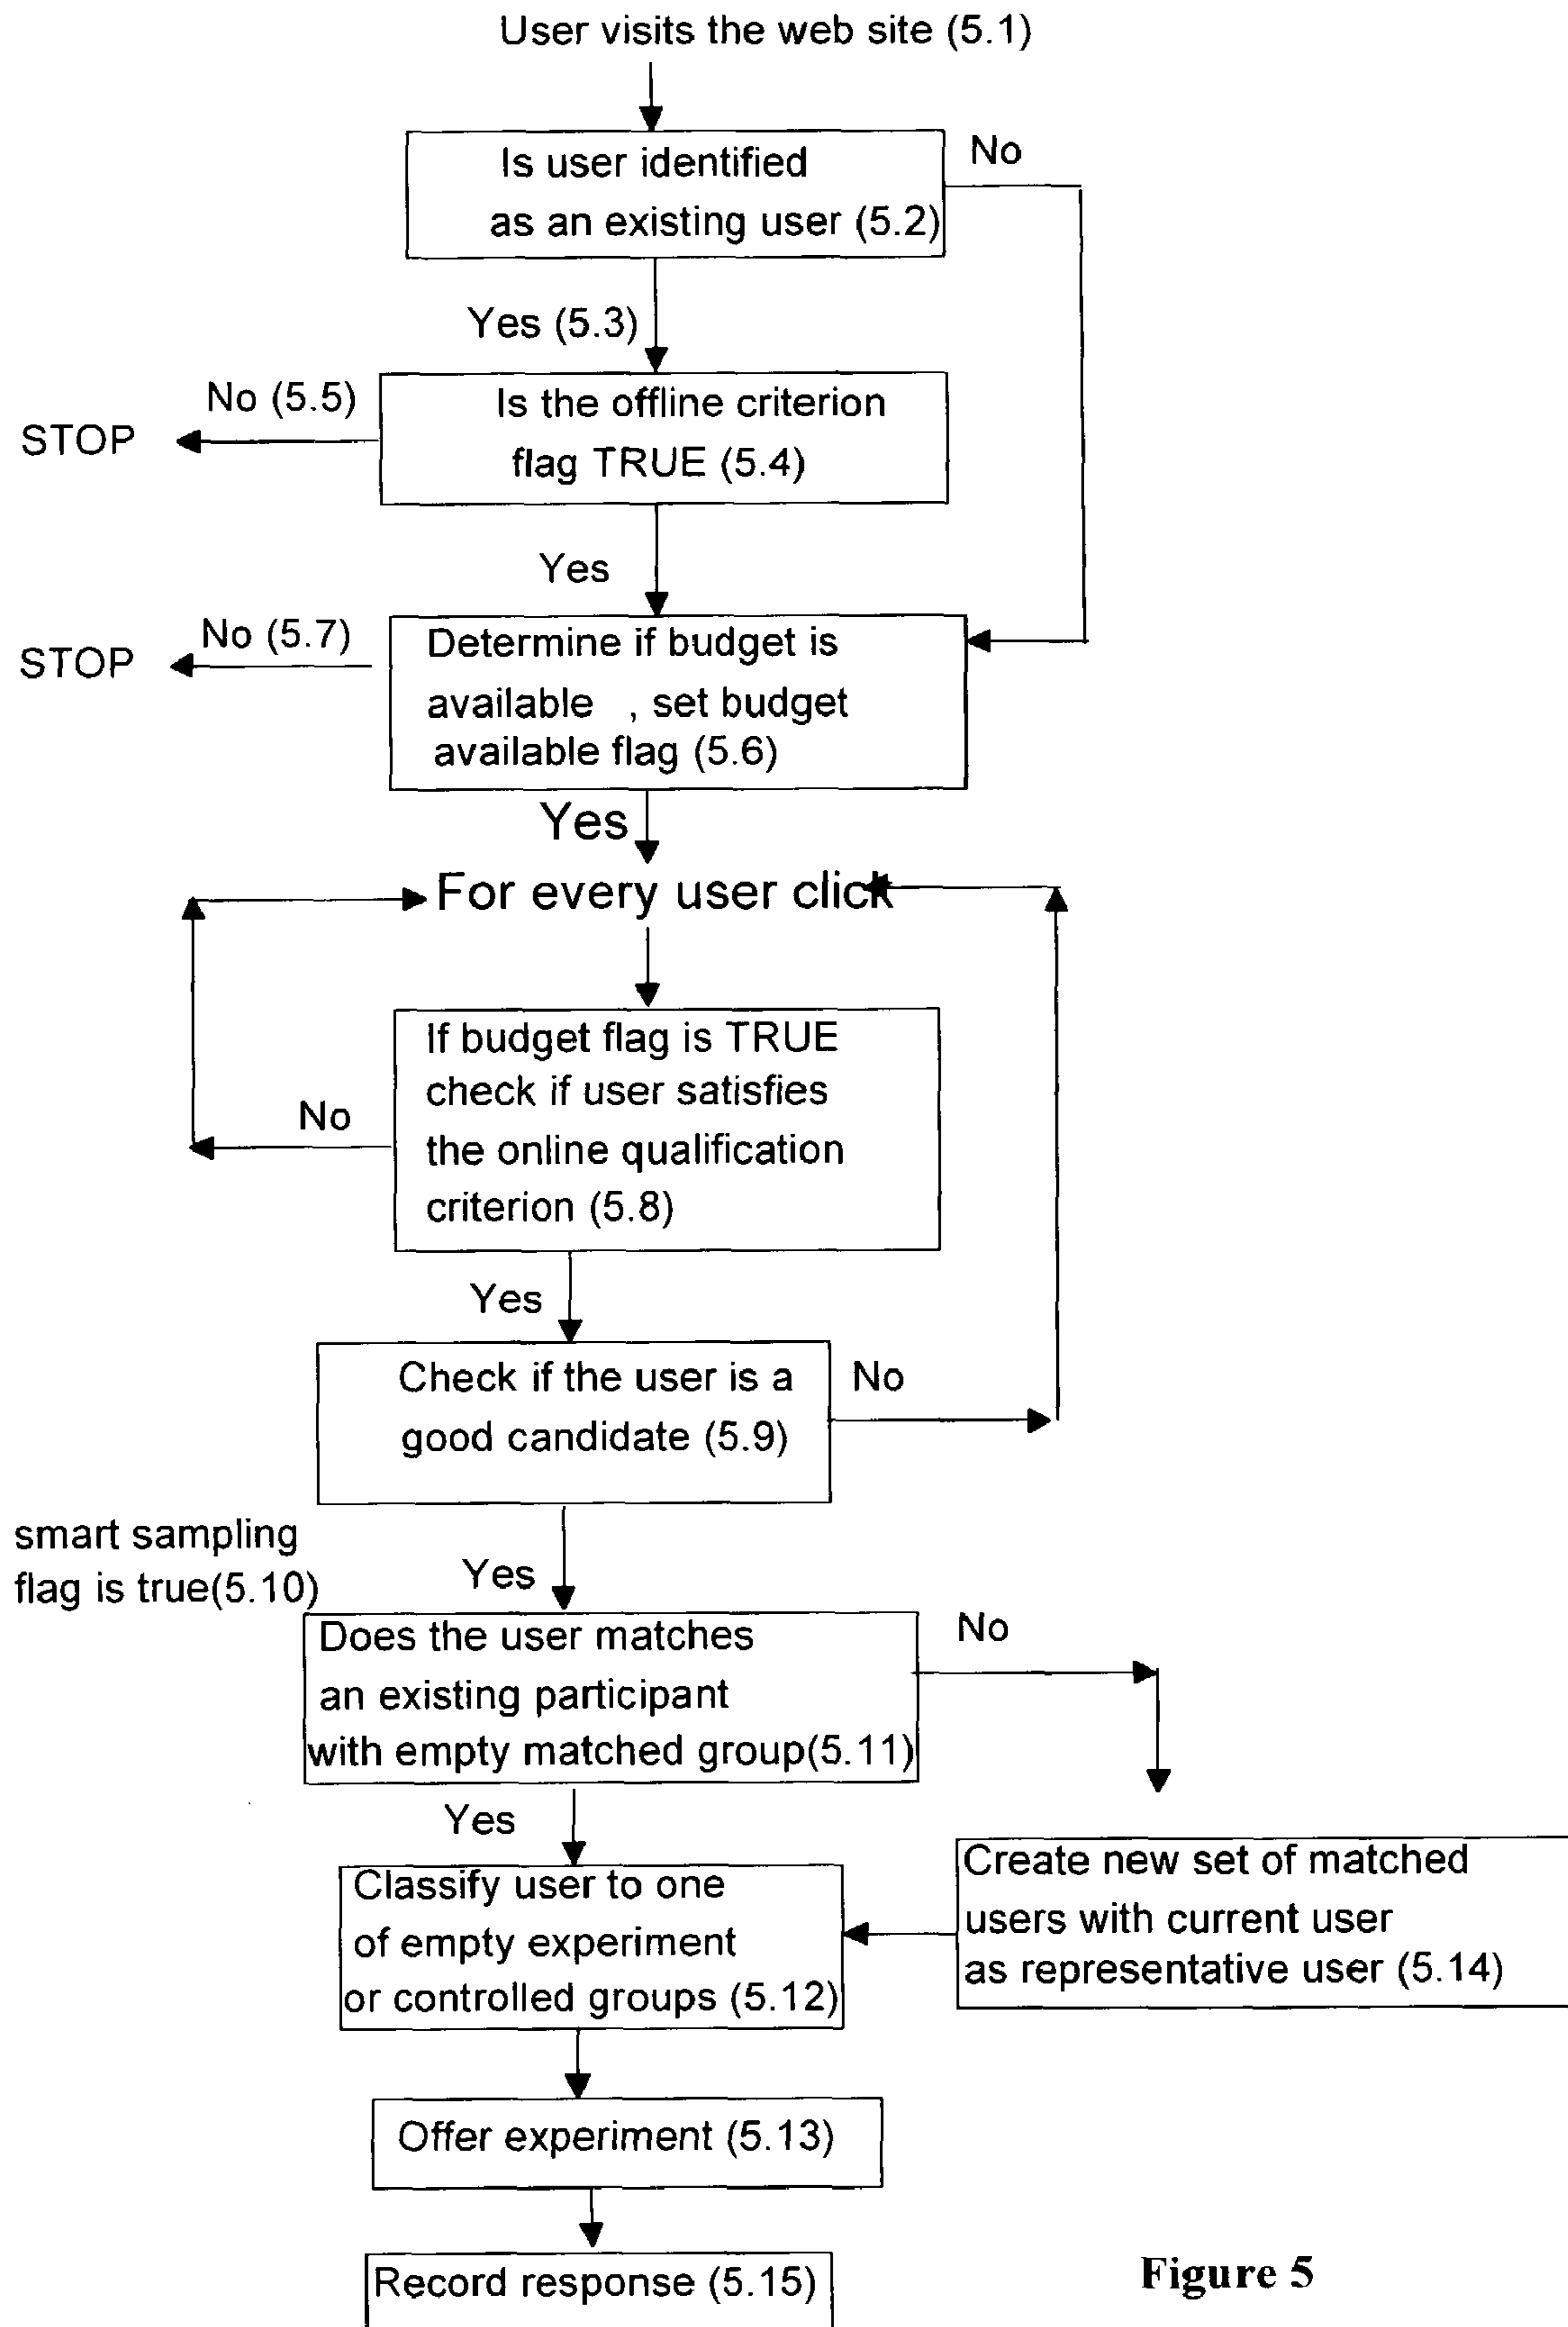 User visits the web site (5.1)
Is user identified
as an existing user (5.2)
No
Yes (5.3)
No (5.5)
STOP
Is the offline criterion
flag TRUE (5.4)
Yes
No (5.7)
STOP
Determine if budget is
available , set budget
available flag (5.6)
Yes
For every user click
If budget flag is TRUE
check if user satisfies
the online qualification
criterion (5.8)
No
Yes
Check if the user is a
good candidate (5.9)
No
smart sampling
flag is true(5.10)
Yes
Does the user matches
an existing participant
with empty matched group(5.11)
No
Yes
Classify user to one
of empty experiment
or controlled groups (5.12)
Create new set of matched
users with current user
as representative user (5.14)
Offer experiment (5.13)
Record response (5.15)
Figure 5